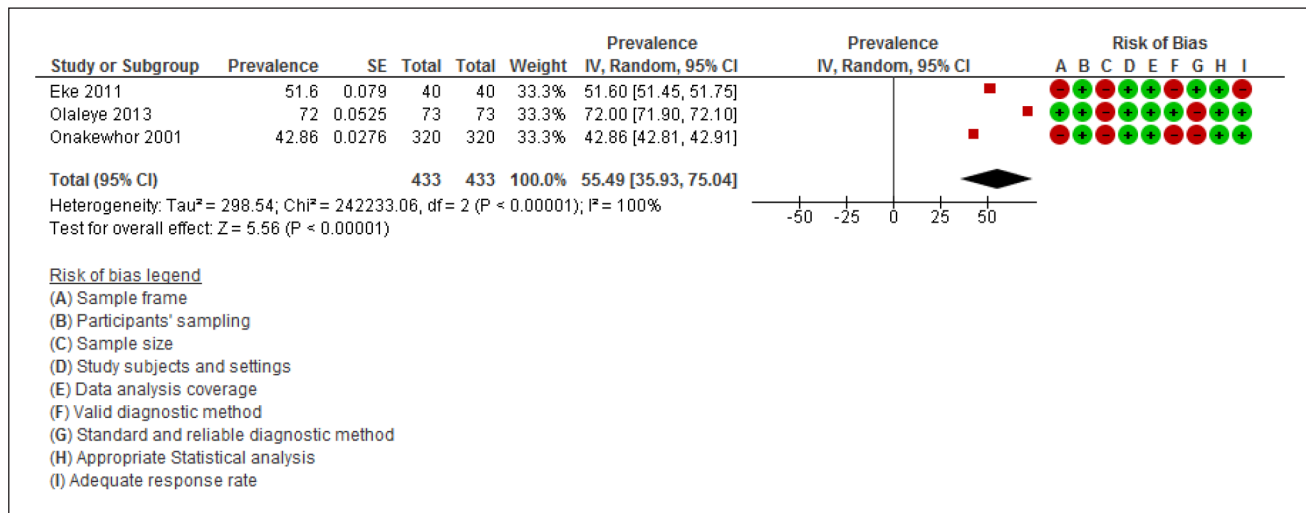 Prevalence Prevalence Risk of Bias
Study or Subgroup Prevalence SE Total Total Weight IV, Random, 95% CI IV, Random, 95% CI A B C D E F G H I
Eke 2011 51.6 0.079 40 40 33.3% 51.60 [51.45, 51.75] - + - + + - + + -
Olaleye 2013 72 0.0525 73 73 33.3% 72.00 [71.90, 72.10] + + - + + + - + +
Onakewhor 2001 42.86 0.0276 320 320 33.3% 42.86 [42.81, 42.91] - + - + + - - + +
Total (95% CI) 433 433 100.0% 55.49 [35.93, 75.04]
Heterogeneity: Tau² = 298.54; Chi² = 242233.06, df = 2 (P < 0.00001); I² = 100%
Test for overall effect: Z = 5.56 (P < 0.00001)
-50 -25 0 25 50
Risk of bias legend
(A) Sample frame
(B) Participants' sampling
(C) Sample size
(D) Study subjects and settings
(E) Data analysis coverage
(F) Valid diagnostic method
(G) Standard and reliable diagnostic method
(H) Appropriate Statistical analysis
(I) Adequate response rate